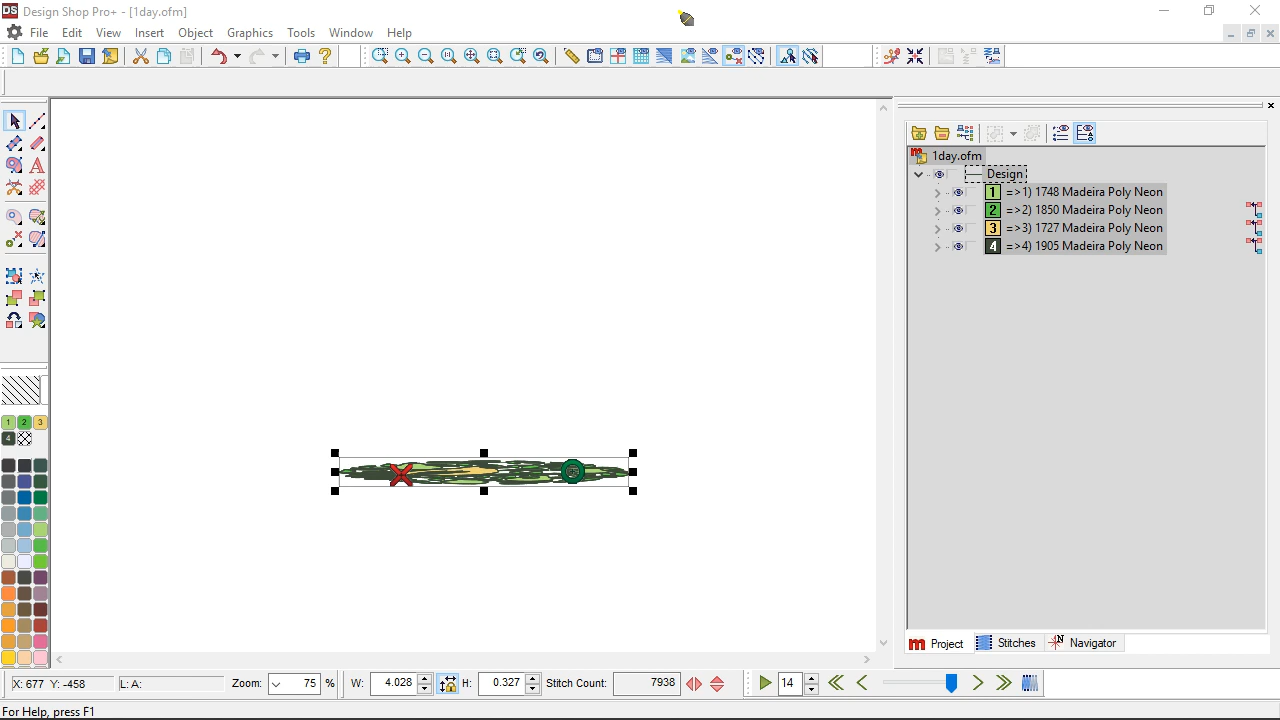 DS Design Shop Pro+ - [1day.ofm]
File Edit View Insert Object Graphics Tools Window Help
1day.ofm
Design
1 =>1) 1748 Madeira Poly Neon
2 =>2) 1850 Madeira Poly Neon
3 =>3) 1727 Madeira Poly Neon
4 =>4) 1905 Madeira Poly Neon
1 2 3
4
m Project Stitches N Navigator
X: 677 Y: -458 L: A: Zoom: 75 % W: 4.028 H: 0.327 Stitch Count: 7938 14
For Help, press F1